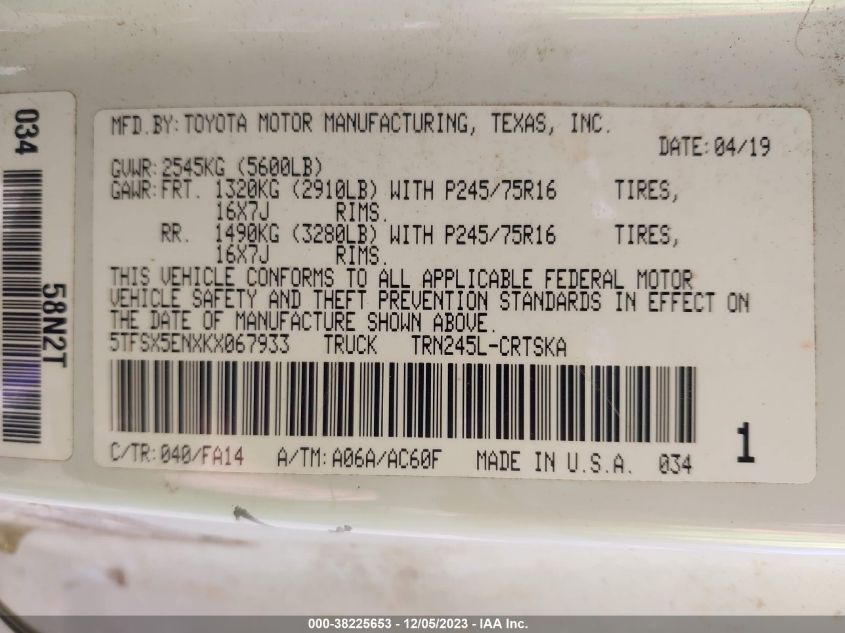 034
58N2T
MFD.BY:TOYOTA MOTOR MANUFACTURING, TEXAS, INC.
DATE:04/19
GVWR:2545KG (5600LB)
GAWR:FRT. 1320KG (2910LB) WITH P245/75R16 TIRES,
16X7J RIMS.
RR. 1490KG (3280LB) WITH P245/75R16 TIRES,
16X7J RIMS.
THIS VEHICLE CONFORMS TO ALL APPLICABLE FEDERAL MOTOR
VEHICLE SAFETY AND THEFT PREVENTION STANDARDS IN EFFECT ON
THE DATE OF MANUFACTURE SHOWN ABOVE.
5TFSX5ENXKX067933 TRUCK TRN245L-CRTSKA
C/TR:040/FA14 A/TM:A06A/AC60F MADE IN U.S.A. 034
1
000-38225653 - 12/05/2023 - IAA Inc.